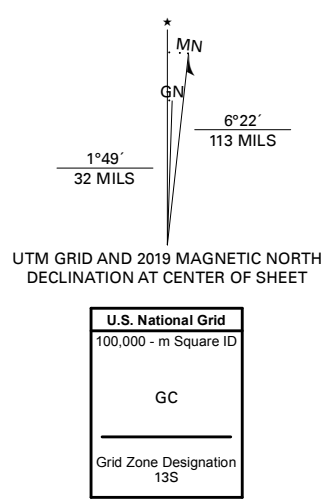 ★
MN
GN
6°22´
113 MILS
1°49´
32 MILS
UTM GRID AND 2019 MAGNETIC NORTH
DECLINATION AT CENTER OF SHEET
U.S. National Grid
100,000 - m Square ID
GC
Grid Zone Designation
13S